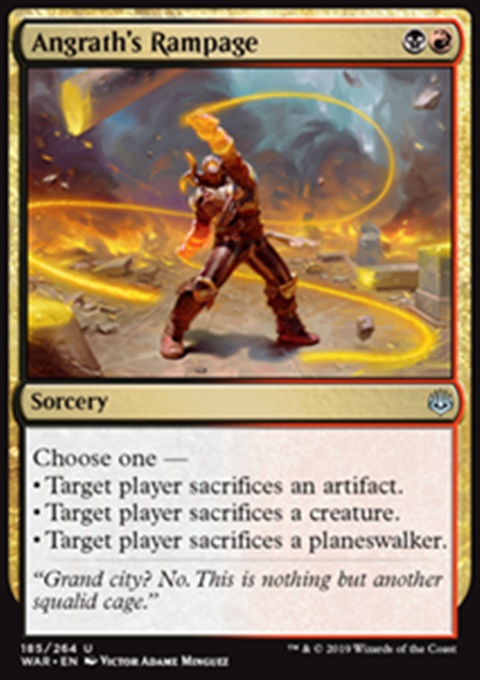 Angrath's Rampage
Sorcery
Choose one —
• Target player sacrifices an artifact.
• Target player sacrifices a creature.
• Target player sacrifices a planeswalker.
"Grand city? No. This is nothing but another
squalid cage."
185/264 U
™ & © 2019 Wizards of the Coast
WAR • EN Victor Adame Minguez